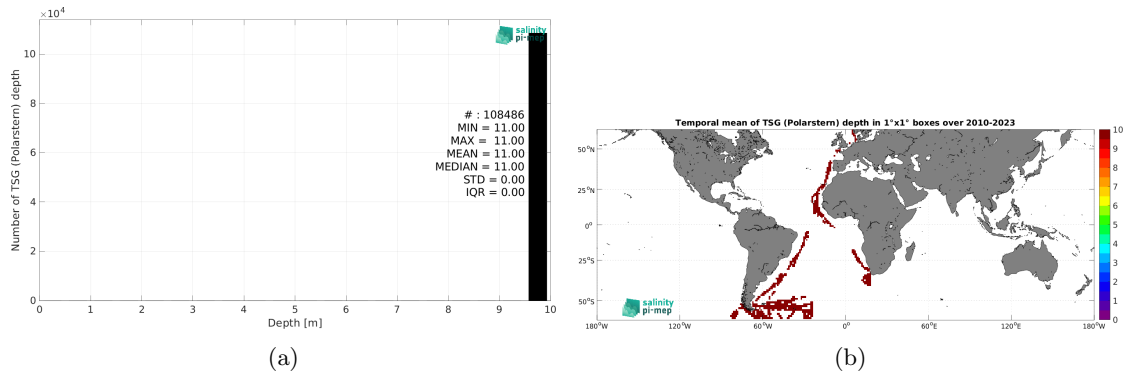 ×10⁴
salinity
pi-mep
Number of TSG (Polarstern) depth
10
8
6
4
2
0
# : 108486
MIN = 11.00
MAX = 11.00
MEAN = 11.00
MEDIAN = 11.00
STD = 0.00
IQR = 0.00
0 1 2 3 4 5 6 7 8 9 10
Depth [m]
(a)
Temporal mean of TSG (Polarstern) depth in 1°x1° boxes over 2010-2023
50°N
25°N
0°
25°S
50°S
salinity
pi-mep
180°W 120°W 60°W 0° 60°E 120°E 180°W
10
9
8
7
6
5
4
3
2
1
0
(b)